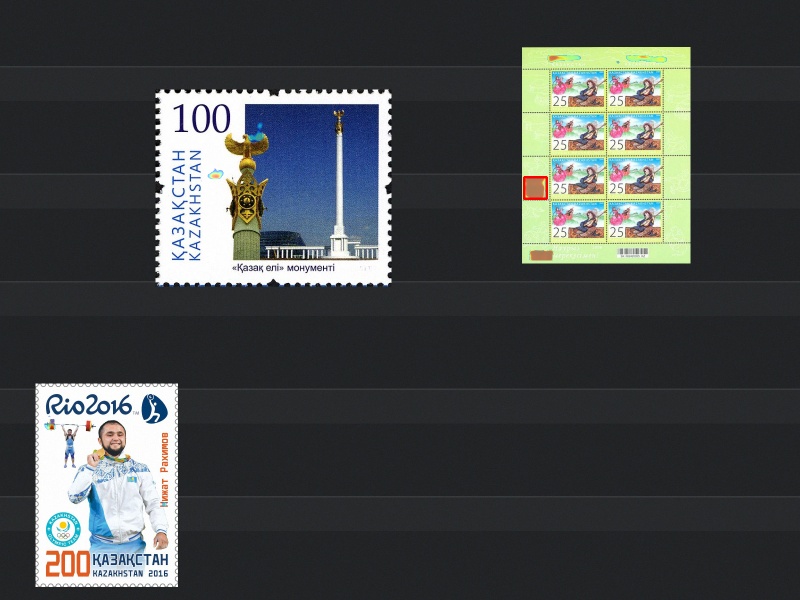 100
ҚАЗАҚСТАН
KAZAKHSTAN
«Қазақ елі» монументі
25 25
25 25
25 25
25 25
Rio2016
Нижат Рахимов
200 ҚАЗАҚСТАН
KAZAKHSTAN 2016